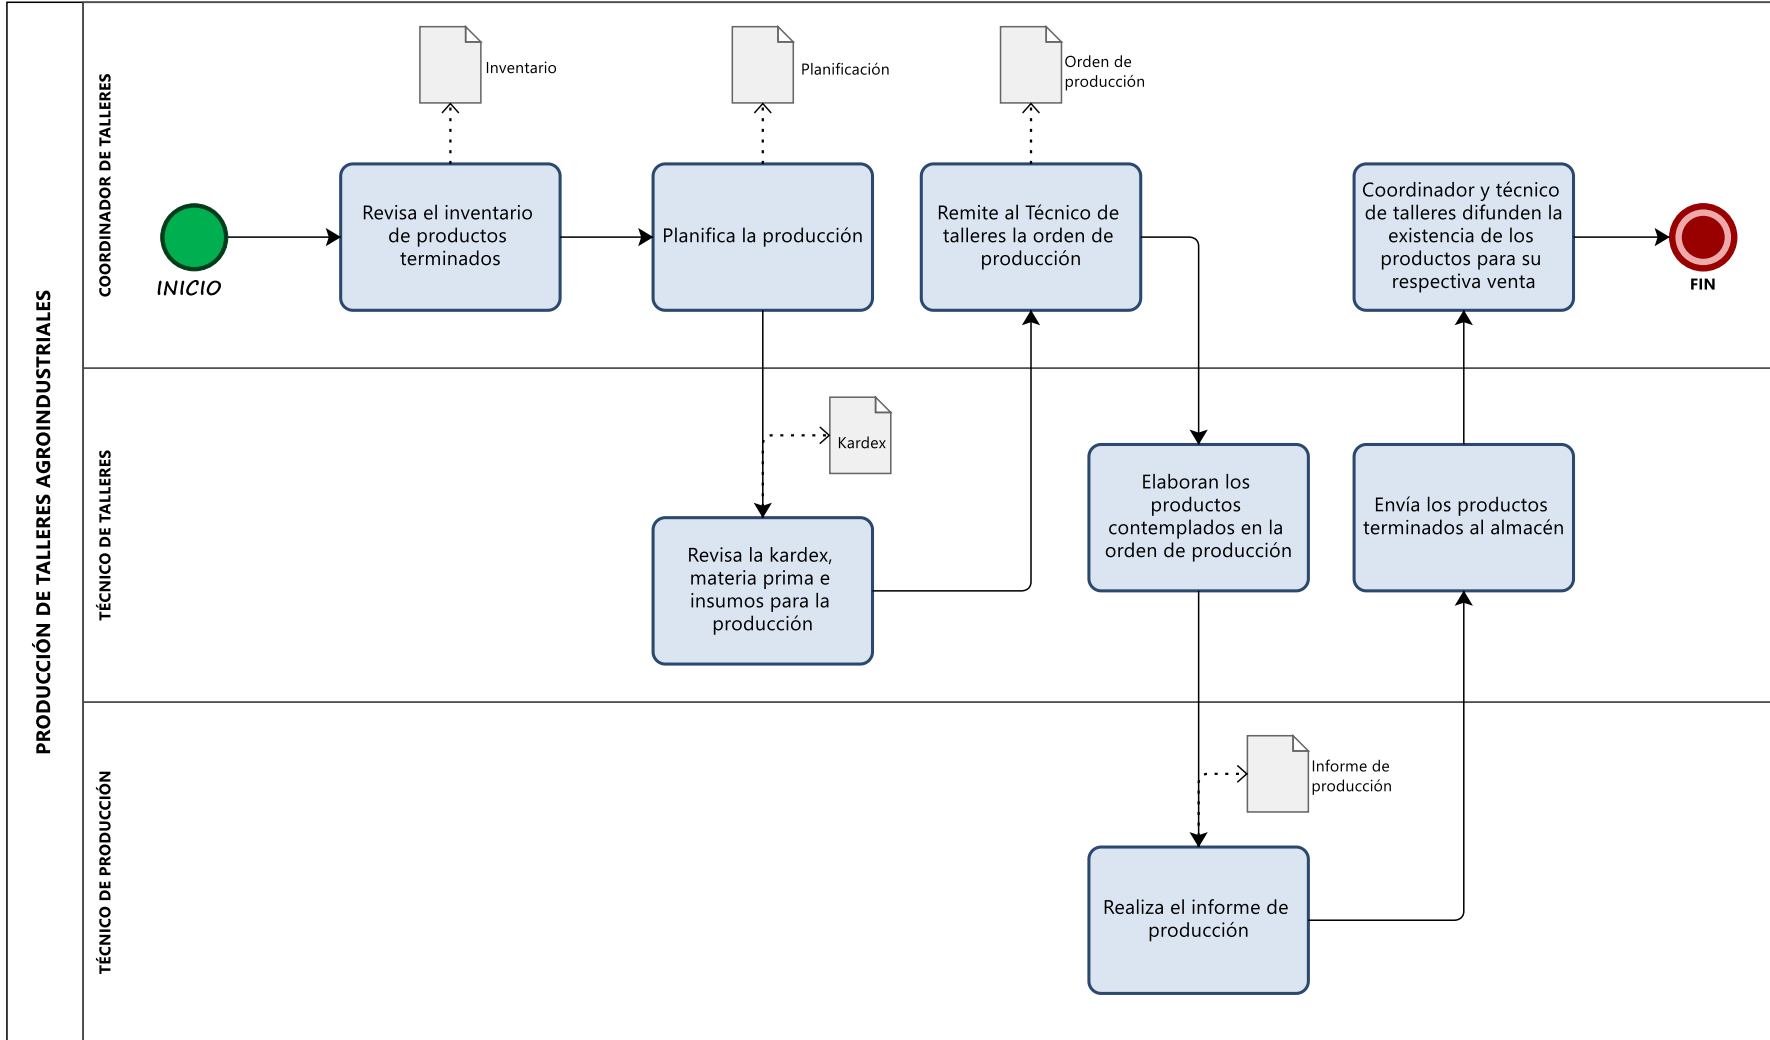 PRODUCCIÓN DE TALLERES AGROINDUSTRIALES
COORDINADOR DE TALLERES
Inventario
Planificación
Orden de
producción
INICIO
Revisa el inventario
de productos
terminados
Planifica la producción
Remite al Técnico de
talleres la orden de
producción
Coordinador y técnico
de talleres difunden la
existencia de los
productos para su
respectiva venta
FIN
TÉCNICO DE TALLERES
Kardex
Revisa la kardex,
materia prima e
insumos para la
producción
Elaboran los
productos
contemplados en la
orden de producción
Envía los productos
terminados al almacén
TÉCNICO DE PRODUCCIÓN
Informe de
producción
Realiza el informe de
producción